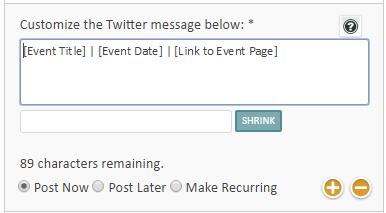 Customize the Twitter message below: *
?
[Event Title] | [Event Date] | [Link to Event Page]
SHRINK
89 characters remaining.
Post Now Post Later Make Recurring